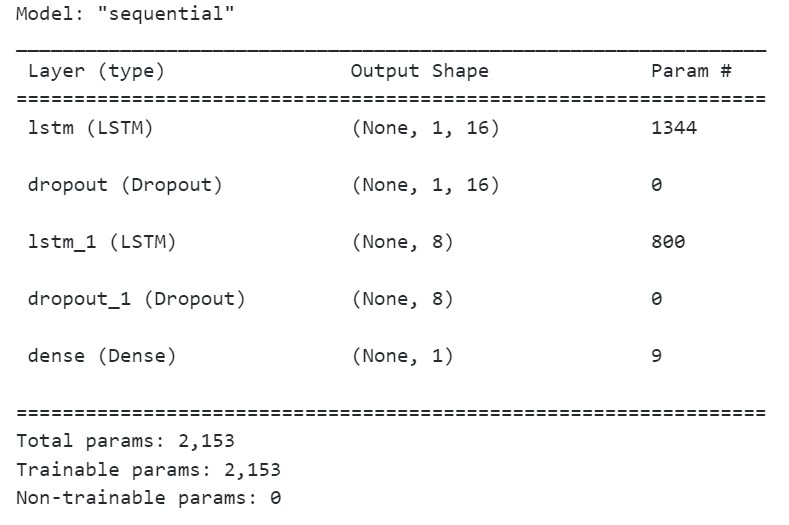 Model: "sequential"
_________________________________________________________________
Layer (type) Output Shape Param #
=================================================================
lstm (LSTM) (None, 1, 16) 1344
dropout (Dropout) (None, 1, 16) 0
lstm_1 (LSTM) (None, 8) 800
dropout_1 (Dropout) (None, 8) 0
dense (Dense) (None, 1) 9
=================================================================
Total params: 2,153
Trainable params: 2,153
Non-trainable params: 0